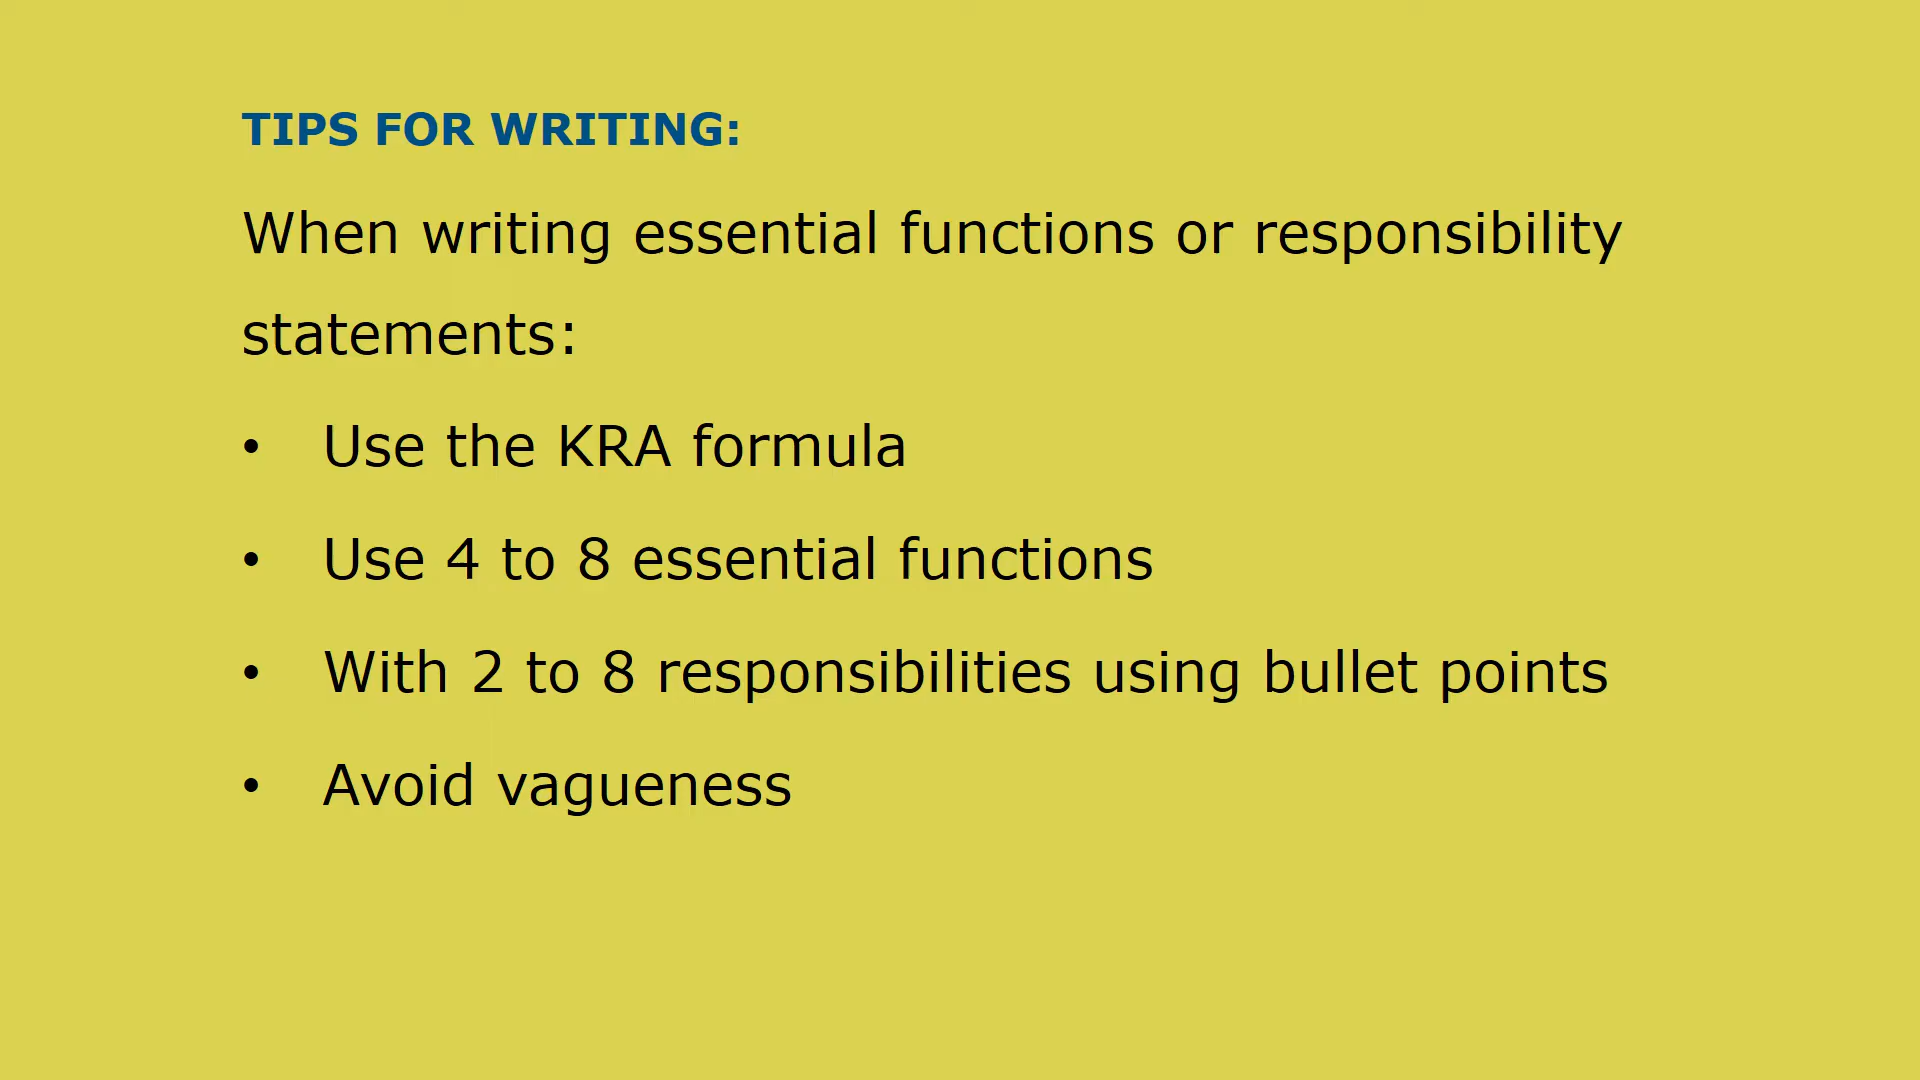 TIPS FOR WRITING:
When writing essential functions or responsibility
statements:
• Use the KRA formula
• Use 4 to 8 essential functions
• With 2 to 8 responsibilities using bullet points
• Avoid vagueness